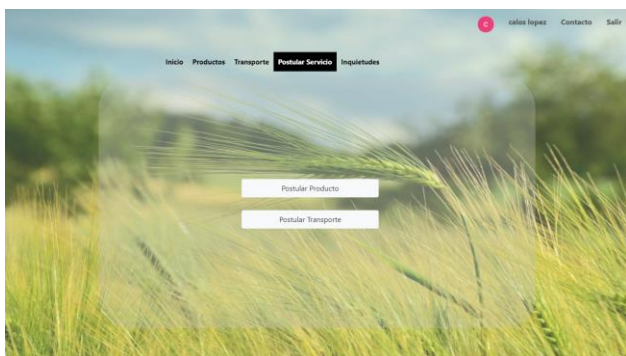 C calos lopez Contacto Salir
Inicio Productos Transporte Postular Servicio Inquietudes
Postular Producto
Postular Transporte